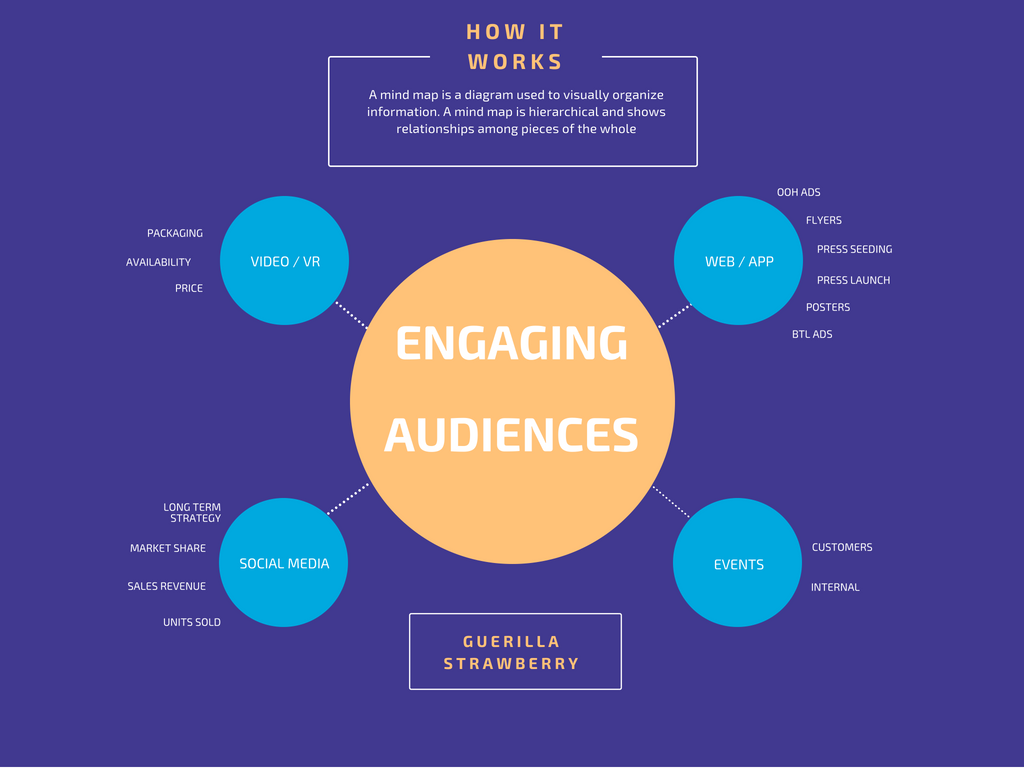 HOW IT
WORKS
A mind map is a diagram used to visually organize
information. A mind map is hierarchical and shows
relationships among pieces of the whole
PACKAGING
AVAILABILITY
PRICE
VIDEO / VR
WEB / APP
OOH ADS
FLYERS
PRESS SEEDING
PRESS LAUNCH
POSTERS
BTL ADS
ENGAGING
AUDIENCES
LONG TERM
STRATEGY
MARKET SHARE
SALES REVENUE
UNITS SOLD
SOCIAL MEDIA
EVENTS
CUSTOMERS
INTERNAL
GUERILLA
STRAWBERRY